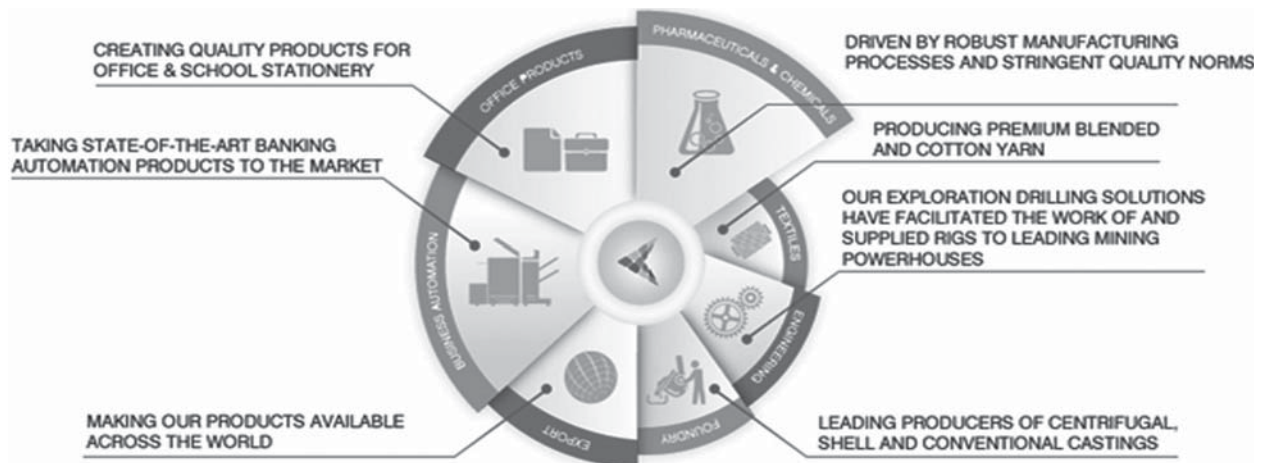 CREATING QUALITY PRODUCTS FOR
OFFICE & SCHOOL STATIONERY
OFFICE PRODUCTS
PHARMACEUTICALS & CHEMICALS
DRIVEN BY ROBUST MANUFACTURING
PROCESSES AND STRINGENT QUALITY NORMS
TAKING STATE-OF-THE-ART BANKING
AUTOMATION PRODUCTS TO THE MARKET
PRODUCING PREMIUM BLENDED
AND COTTON YARN
TEXTILES
OUR EXPLORATION DRILLING SOLUTIONS
HAVE FACILITATED THE WORK OF AND
SUPPLIED RIGS TO LEADING MINING
POWERHOUSES
BUSINESS AUTOMATION
ENGINEERING
MAKING OUR PRODUCTS AVAILABLE
ACROSS THE WORLD
EXPORT
FOUNDRY
LEADING PRODUCERS OF CENTRIFUGAL,
SHELL AND CONVENTIONAL CASTINGS